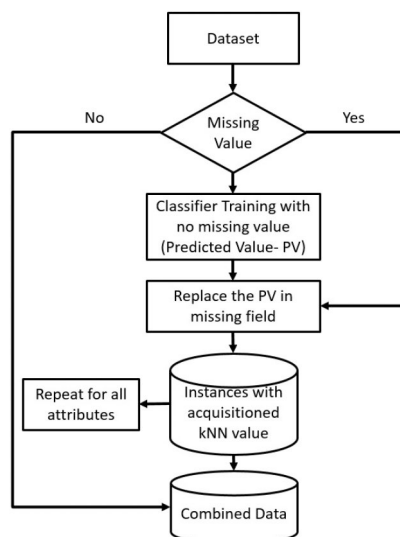 Dataset
No
Missing
Value
Yes
Classifier Training with
no missing value
(Predicted Value- PV)
Replace the PV in
missing field
Repeat for all
attributes
Instances with
acquisitioned
kNN value
Combined Data